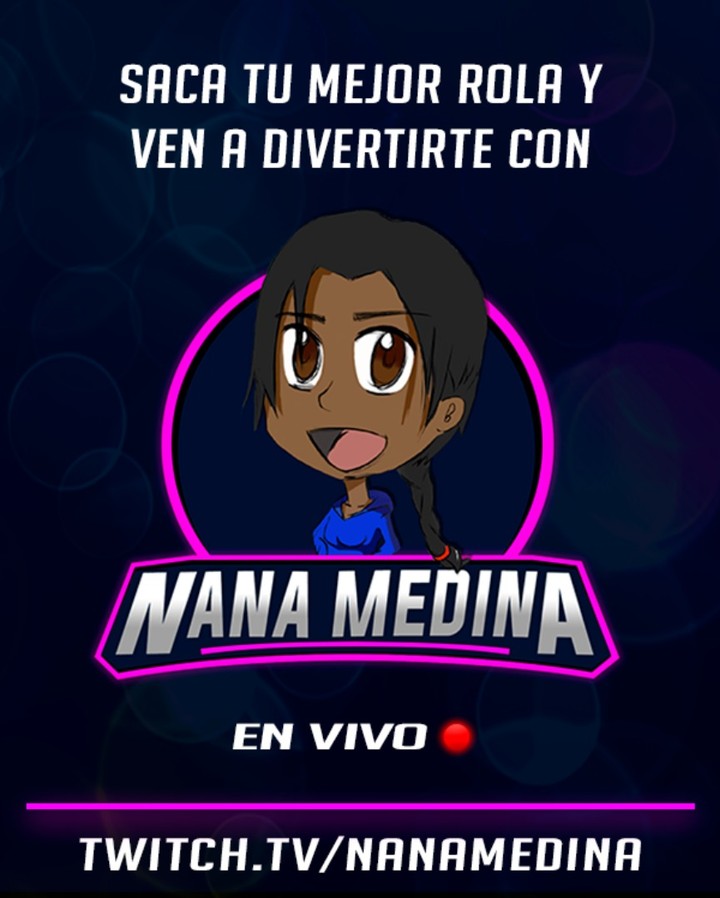 SACA TU MEJOR ROLA Y
VEN A DIVERTIRTE CON
NANA MEDINA
EN VIVO
TWITCH.TV/NANAMEDINA